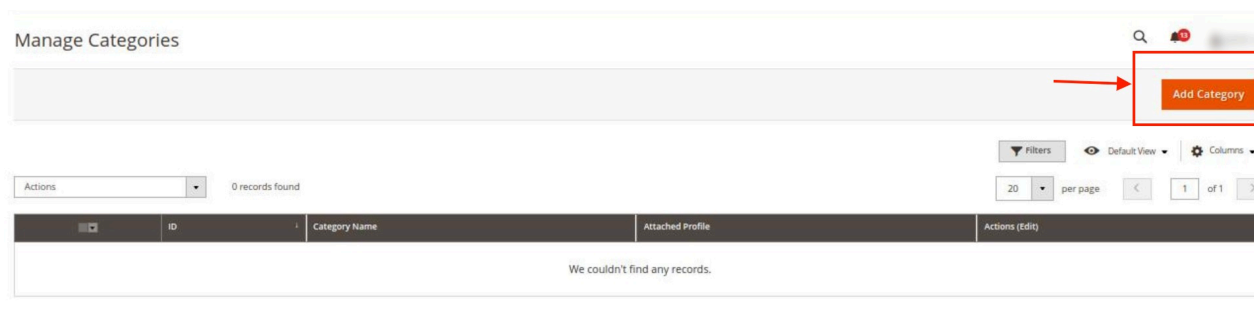 Manage Categories
13
Add Category
Filters
Default View
Columns
Actions
0 records found
20
per page
1
of 1
ID
Category Name
Attached Profile
Actions (Edit)
We couldn't find any records.